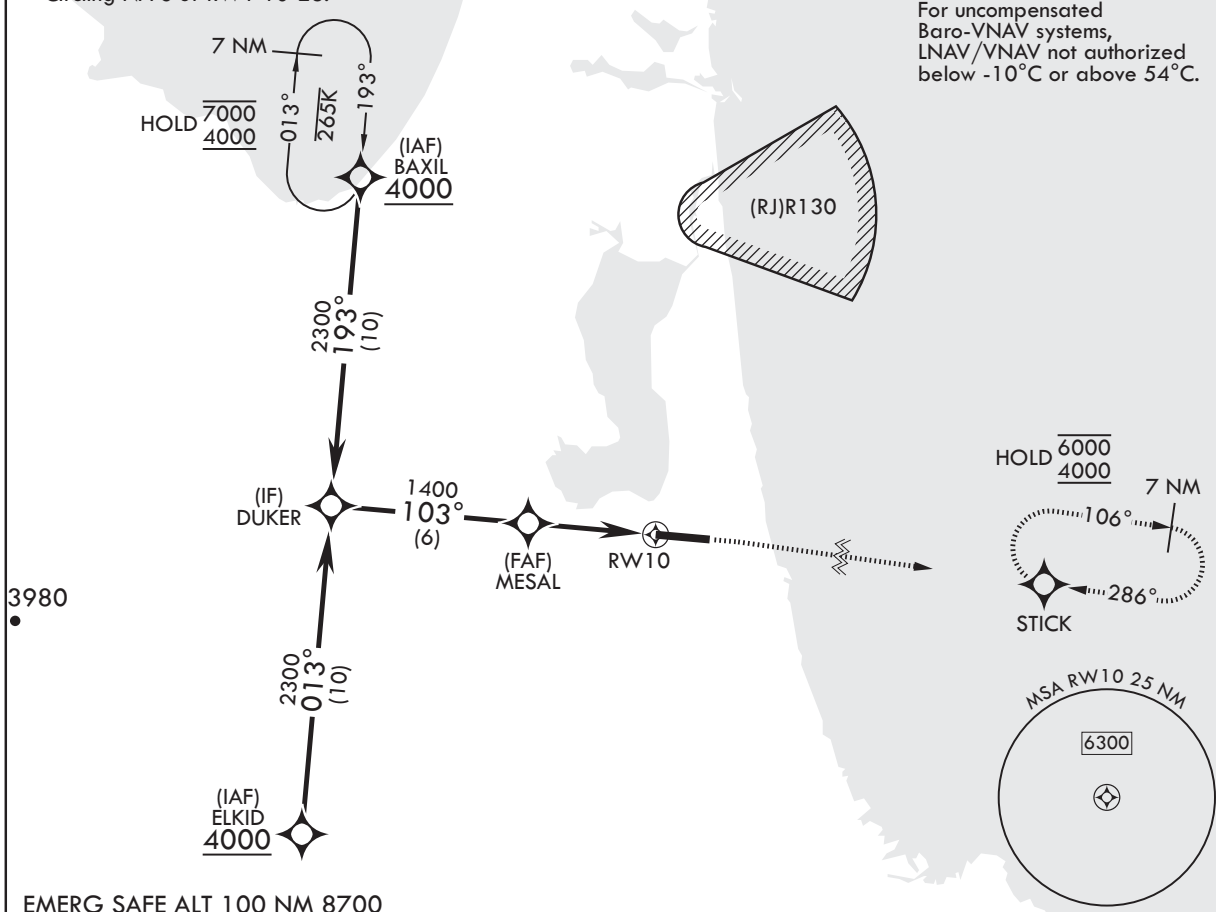 For uncompensated
Baro-VNAV systems,
LNAV/VNAV not authorized
below -10°C or above 54°C.
7 NM
HOLD 7000
4000
013°
265K
193°
(IAF)
BAXIL
4000
(RJ)R130
2300
193°
(10)
(IF)
DUKER
1400
103°
(6)
(FAF)
MESAL
RW10
HOLD 6000
4000
7 NM
106°
286°
STICK
3980
2300
013°
(10)
(IAF)
ELKID
4000
MSA RW10 25 NM
6300
EMERG SAFE ALT 100 NM 8700